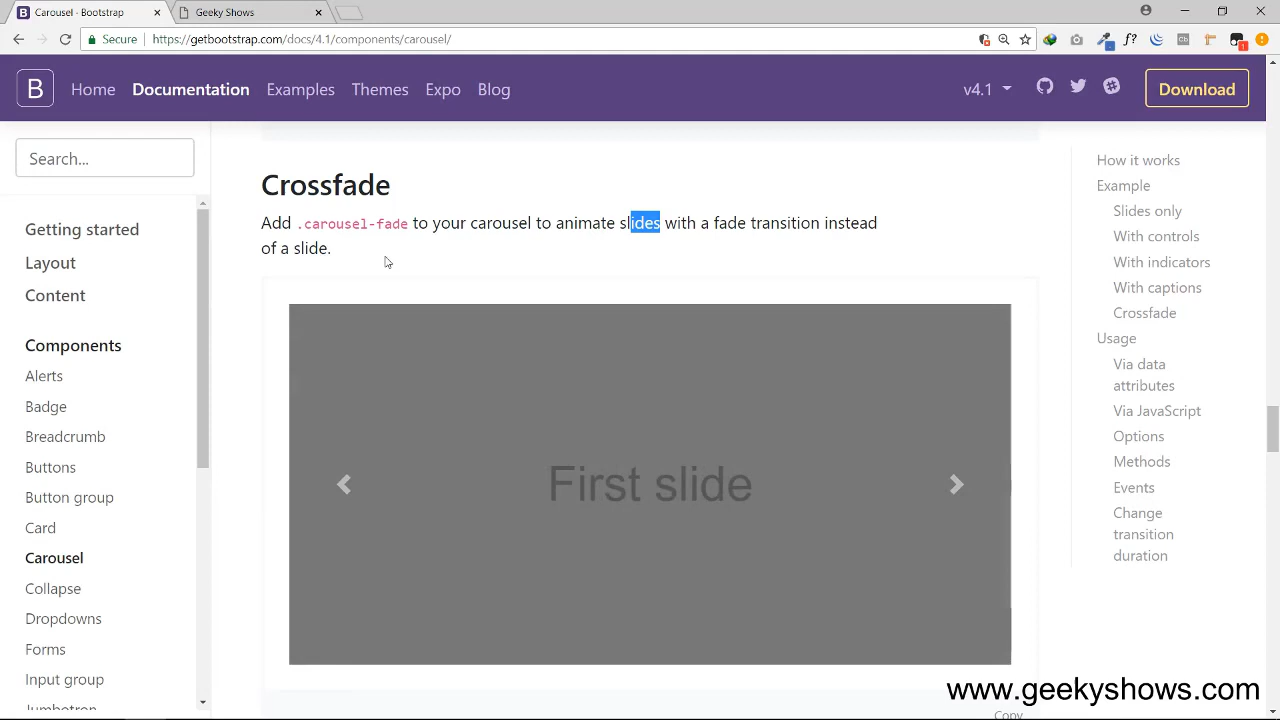 Carousel · Bootstrap
Geeky Shows
Secure
https://getbootstrap.com/docs/4.1/components/carousel/
B
Home
Documentation
Examples
Themes
Expo
Blog
v4.1
Download
Search...
Getting started
Layout
Content
Components
Alerts
Badge
Breadcrumb
Buttons
Button group
Card
Carousel
Collapse
Dropdowns
Forms
Input group
Jumbotron
Crossfade
Add .carousel-fade to your carousel to animate slides with a fade transition instead
of a slide.
First slide
Copy
How it works
Example
Slides only
With controls
With indicators
With captions
Crossfade
Usage
Via data
attributes
Via JavaScript
Options
Methods
Events
Change
transition
duration
www.geekyshows.com